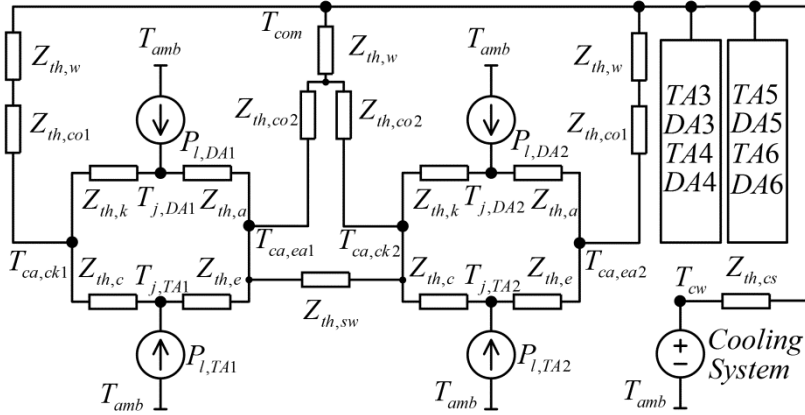 T_com
T_amb
T_amb
Z_th,w
Z_th,w
Z_th,w
Z_th,co1
Z_th,co2
Z_th,co2
Z_th,co1
P_l,DA1
P_l,DA2
TA3
DA3
TA4
DA4
TA5
DA5
TA6
DA6
Z_th,k
T_j,DA1
Z_th,a
Z_th,k
T_j,DA2
Z_th,a
T_ca,ck1
T_ca,ea1
T_ca,ck2
T_ca,ea2
Z_th,c
T_j,TA1
Z_th,e
Z_th,sw
Z_th,c
T_j,TA2
Z_th,e
T_cw
Z_th,cs
P_l,TA1
P_l,TA2
+
−
Cooling
System
T_amb
T_amb
T_amb